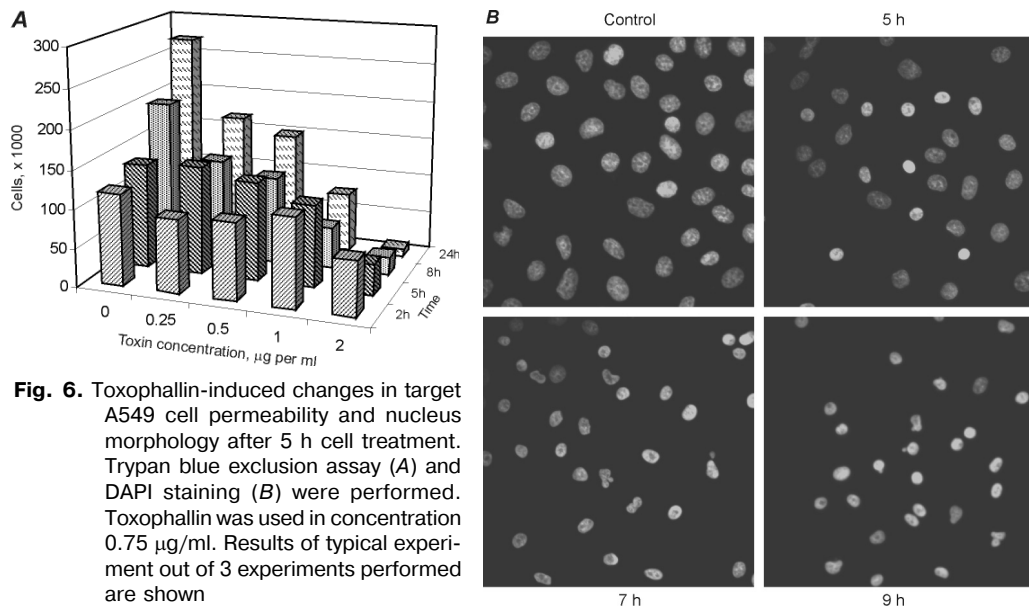 A
Cells, x 1000
300
250
200
150
100
50
0
0
0.25
0.5
1
2
Toxin concentration, μg per ml
2h
5h
8h
24h
Time
Fig. 6. Toxophallin-induced changes in target
A549 cell permeability and nucleus
morphology after 5 h cell treatment.
Trypan blue exclusion assay (A) and
DAPI staining (B) were performed.
Toxophallin was used in concentration
0.75 μg/ml. Results of typical experi-
ment out of 3 experiments performed
are shown
B
Control
5 h
7 h
9 h